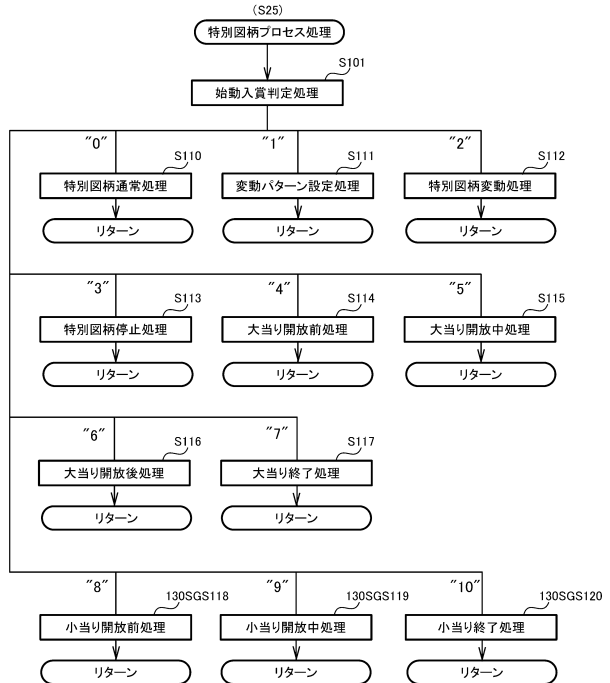 (S25)
特別図柄プロセス処理
S101
始動入賞判定処理
"0" "1" "2"
S110 S111 S112
特別図柄通常処理 変動パターン設定処理 特別図柄変動処理
リターン リターン リターン
"3" "4" "5"
S113 S114 S115
特別図柄停止処理 大当り開放前処理 大当り開放中処理
リターン リターン リターン
"6" "7"
S116 S117
大当り開放後処理 大当り終了処理
リターン リターン
"8" "9" "10"
130SGS118 130SGS119 130SGS120
小当り開放前処理 小当り開放中処理 小当り終了処理
リターン リターン リターン